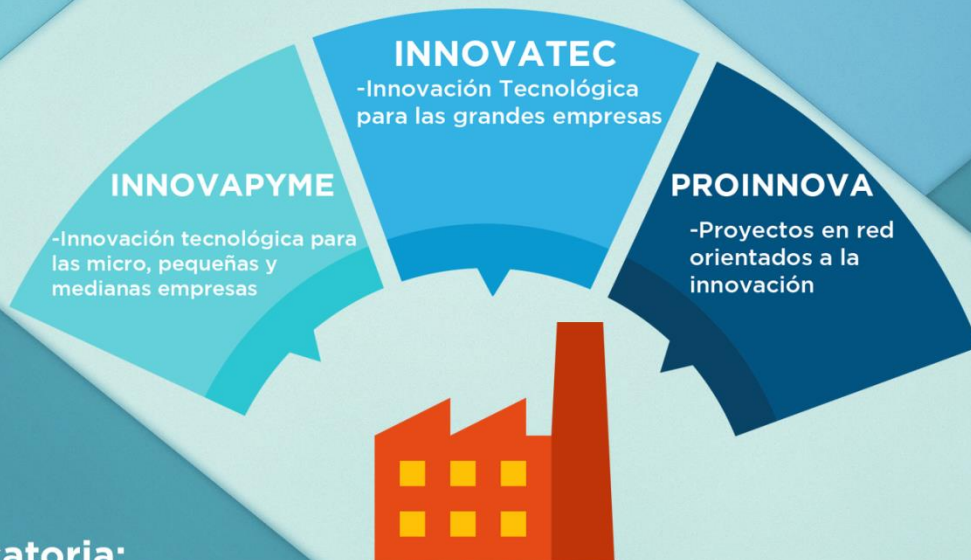 INNOVATEC
-Innovación Tecnológica
para las grandes empresas
INNOVAPYME
-Innovación tecnológica para
las micro, pequeñas y
medianas empresas
PROINNOVA
-Proyectos en red
orientados a la
innovación